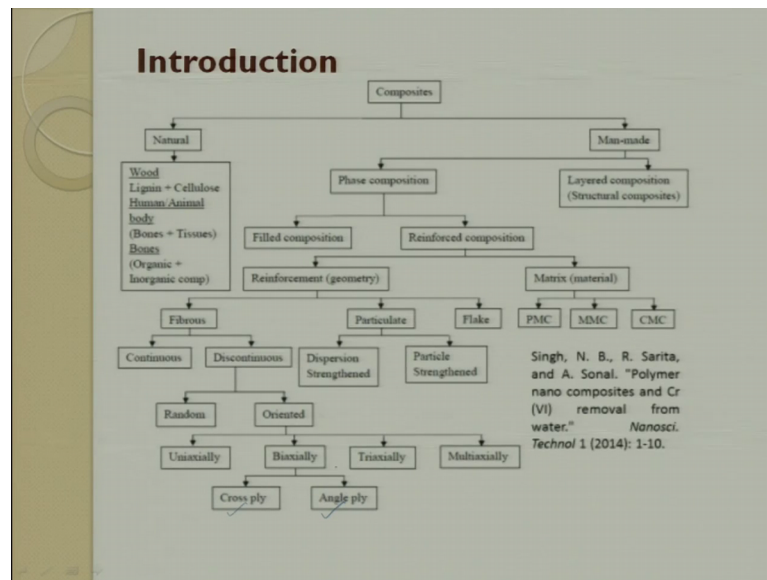 Introduction
Composites
Natural
Man-made
Wood
Lignin + Cellulose
Human/Animal
body
(Bones + Tissues)
Bones
(Organic +
Inorganic comp)
Phase composition
Layered composition
(Structural composites)
Filled composition
Reinforced composition
Reinforcement (geometry)
Matrix (material)
Fibrous
Particulate
Flake
PMC
MMC
CMC
Continuous
Discontinuous
Dispersion
Strengthened
Particle
Strengthened
Singh, N. B., R. Sarita,
and A. Sonal. "Polymer
nano composites and Cr
(VI) removal from
water." Nanosci.
Technol 1 (2014): 1-10.
Random
Oriented
Uniaxially
Biaxially
Triaxially
Multiaxially
Cross ply
Angle ply